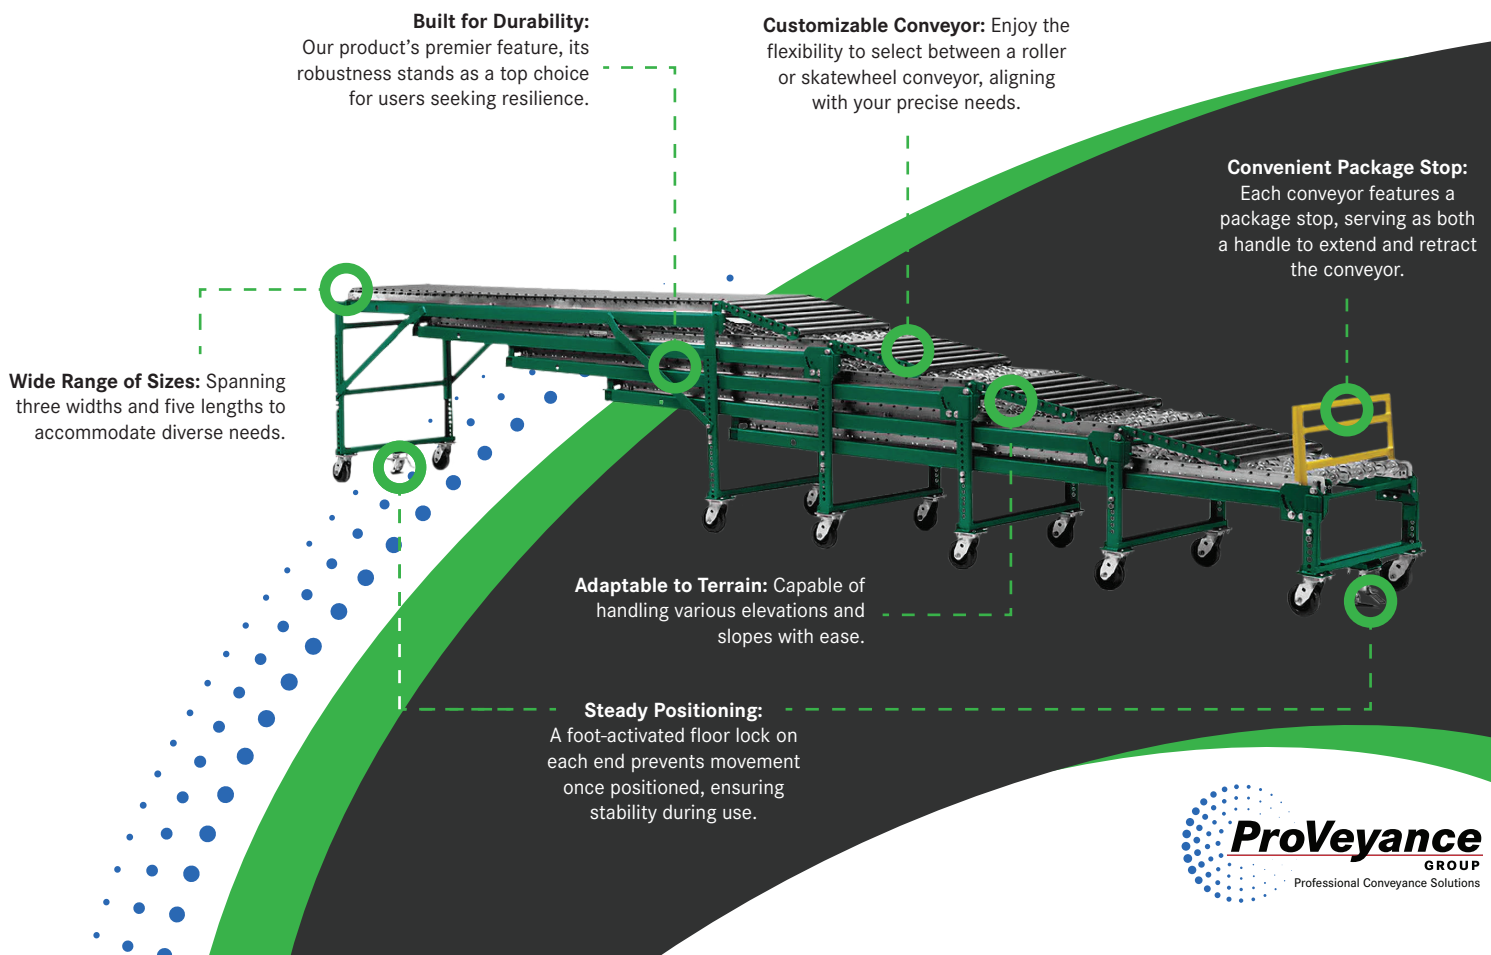 Built for Durability:
Our product's premier feature, its
robustness stands as a top choice
for users seeking resilience.
Customizable Conveyor: Enjoy the
flexibility to select between a roller
or skatewheel conveyor, aligning
with your precise needs.
Convenient Package Stop:
Each conveyor features a
package stop, serving as both
a handle to extend and retract
the conveyor.
Wide Range of Sizes: Spanning
three widths and five lengths to
accommodate diverse needs.
Adaptable to Terrain: Capable of
handling various elevations and
slopes with ease.
Steady Positioning:
A foot-activated floor lock on
each end prevents movement
once positioned, ensuring
stability during use.
ProVeyance
GROUP
Professional Conveyance Solutions